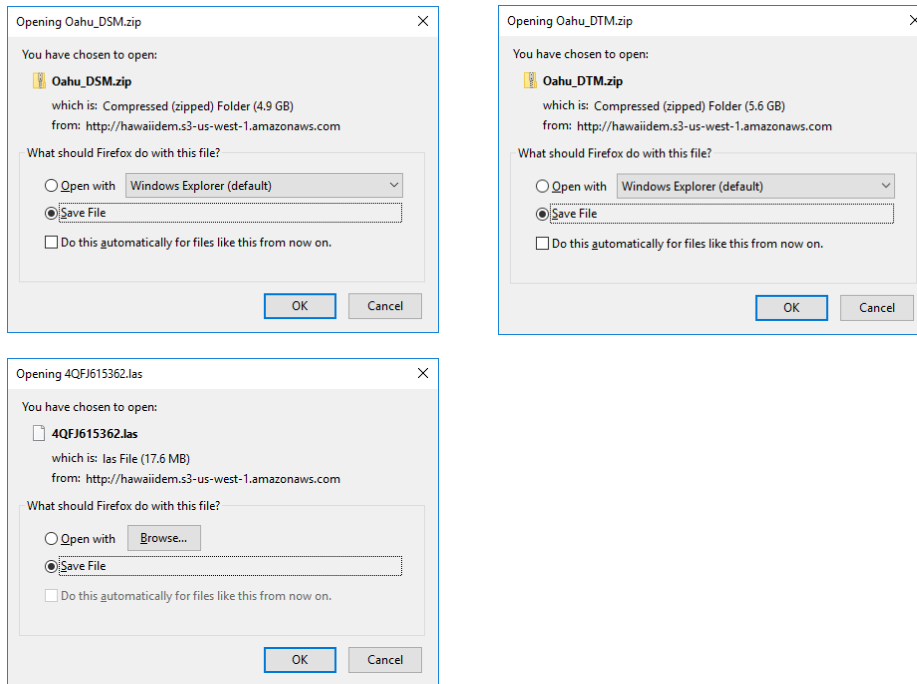 Opening Oahu_DSM.zip
You have chosen to open:
Oahu_DSM.zip
which is: Compressed (zipped) Folder (4.9 GB)
from: http://hawaiidem.s3-us-west-1.amazonaws.com
What should Firefox do with this file?
Open with Windows Explorer (default)
Save File
Do this automatically for files like this from now on.
OK Cancel
Opening Oahu_DTM.zip
You have chosen to open:
Oahu_DTM.zip
which is: Compressed (zipped) Folder (5.6 GB)
from: http://hawaiidem.s3-us-west-1.amazonaws.com
What should Firefox do with this file?
Open with Windows Explorer (default)
Save File
Do this automatically for files like this from now on.
OK Cancel
Opening 4QFJ615362.las
You have chosen to open:
4QFJ615362.las
which is: las File (17.6 MB)
from: http://hawaiidem.s3-us-west-1.amazonaws.com
What should Firefox do with this file?
Open with Browse...
Save File
Do this automatically for files like this from now on.
OK Cancel